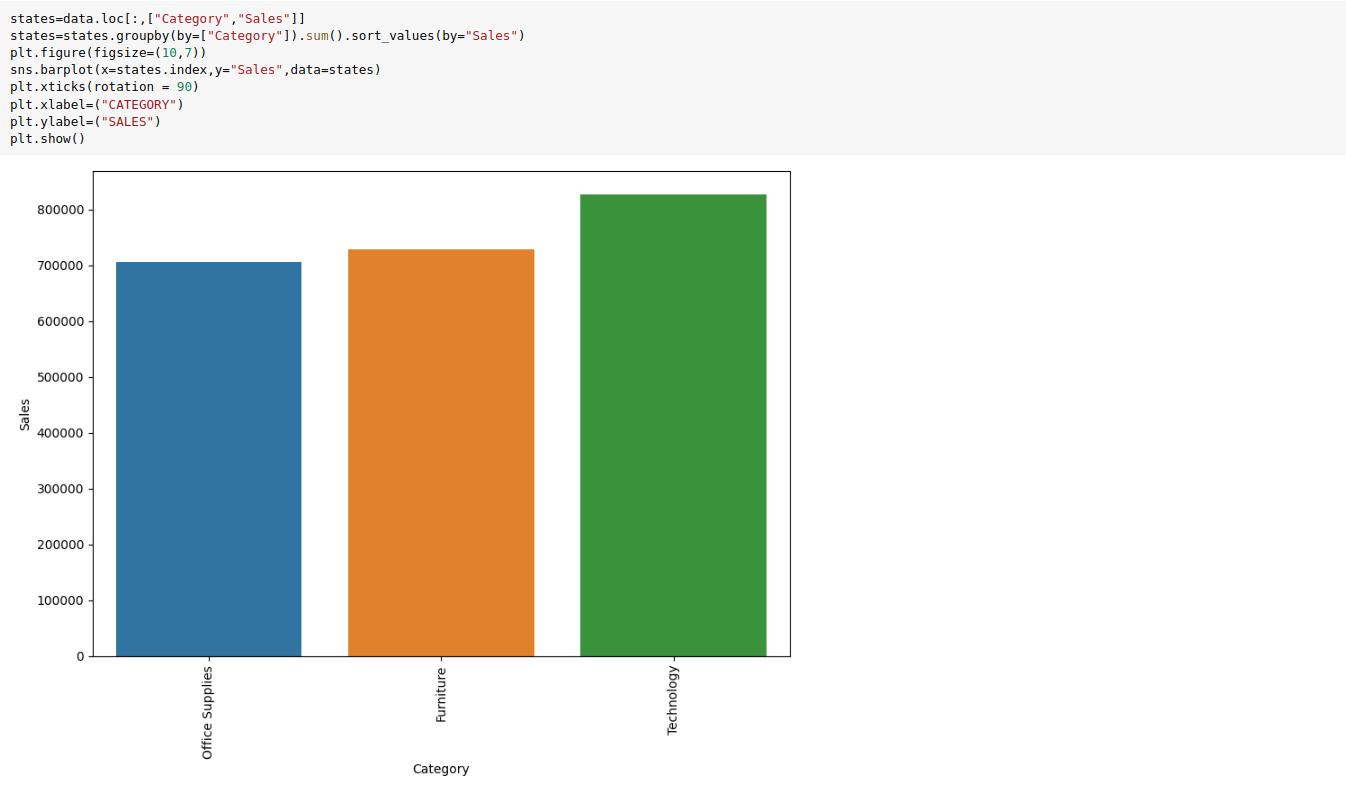 states=data.loc[:,["Category","Sales"]]
states=states.groupby(by=["Category"]).sum().sort_values(by="Sales")
plt.figure(figsize=(10,7))
sns.barplot(x=states.index,y="Sales",data=states)
plt.xticks(rotation = 90)
plt.xlabel=("CATEGORY")
plt.ylabel=("SALES")
plt.show()
800000
700000
600000
500000
400000
300000
200000
100000
0
Sales
Office Supplies
Furniture
Technology
Category